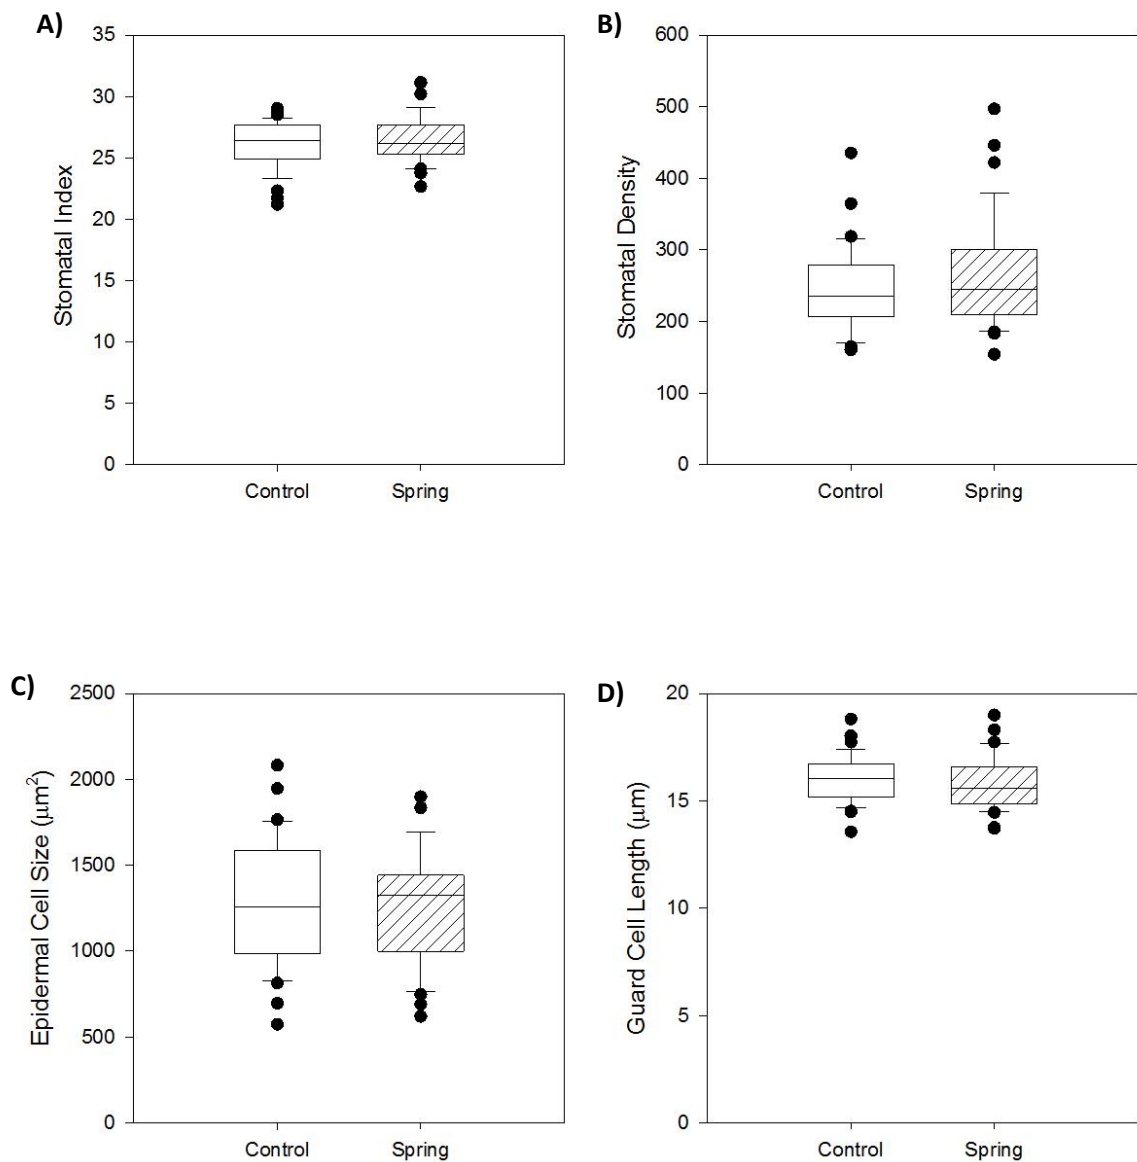 A)
35
30
25
20
15
10
5
0
Stomatal Index
Control Spring
B)
600
500
400
300
200
100
0
Stomatal Density
Control Spring
C)
2500
2000
1500
1000
500
0
Epidermal Cell Size (μm²)
Control Spring
D)
20
15
10
5
0
Guard Cell Length (μm)
Control Spring